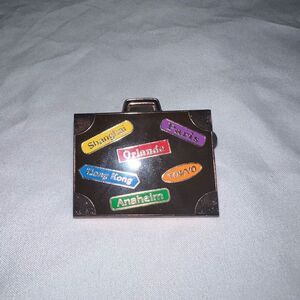 Shanghai
Paris
Orlando
Hong Kong
TOKYO
Anaheim